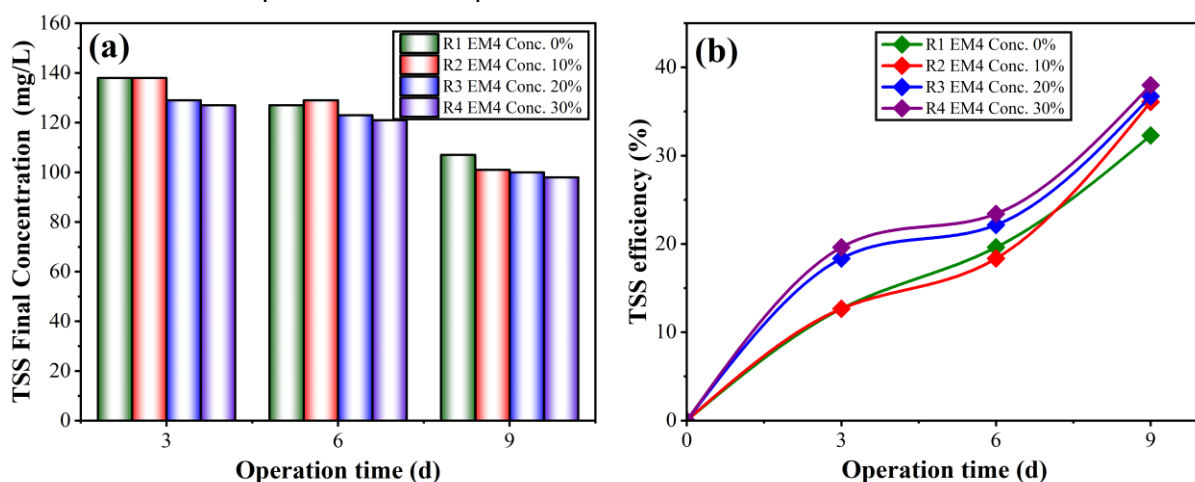 (a)
R1 EM4 Conc. 0%
R2 EM4 Conc. 10%
R3 EM4 Conc. 20%
R4 EM4 Conc. 30%
TSS Final Concentration (mg/L)
160
140
120
100
80
60
40
20
0
3
6
9
Operation time (d)
(b)
R1 EM4 Conc. 0%
R2 EM4 Conc. 10%
R3 EM4 Conc. 20%
R4 EM4 Conc. 30%
TSS efficiency (%)
40
30
20
10
0
0
3
6
9
Operation time (d)